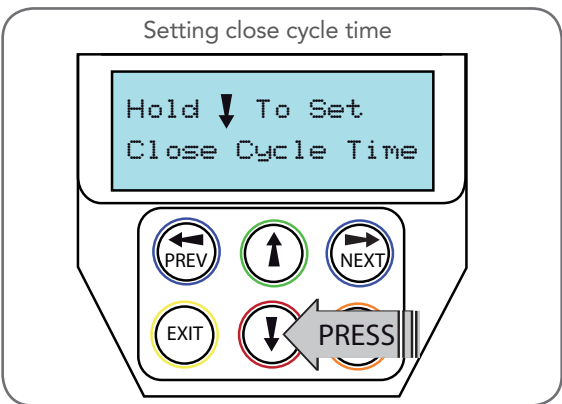 Setting close cycle time
Hold To Set
Close Cycle Time
PREV
NEXT
EXIT
PRESS